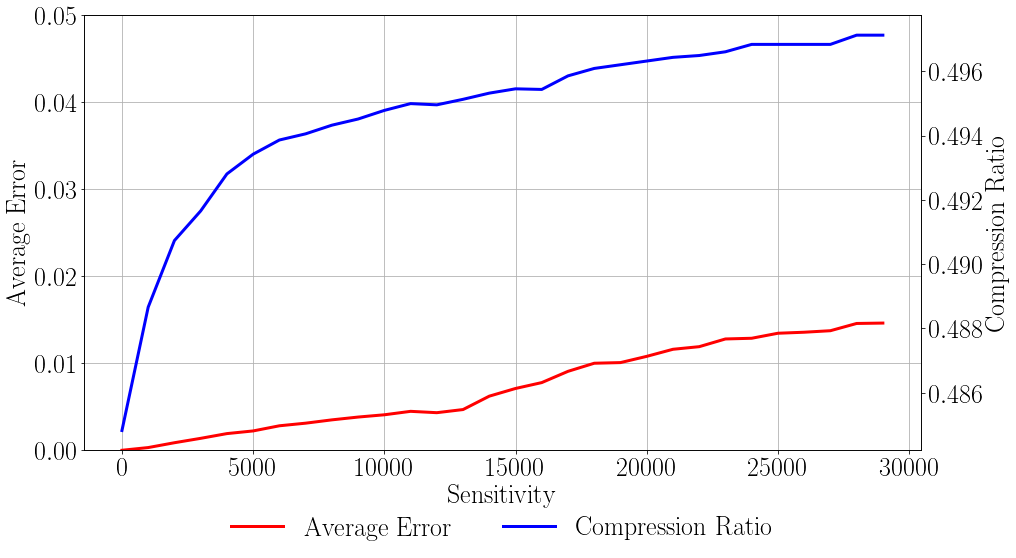 0.05
0.04
0.03
0.02
0.01
0.00
Average Error
0.496
0.494
0.492
0.490
0.488
0.486
Compression Ratio
0 5000 10000 15000 20000 25000 30000
Sensitivity
Average Error Compression Ratio